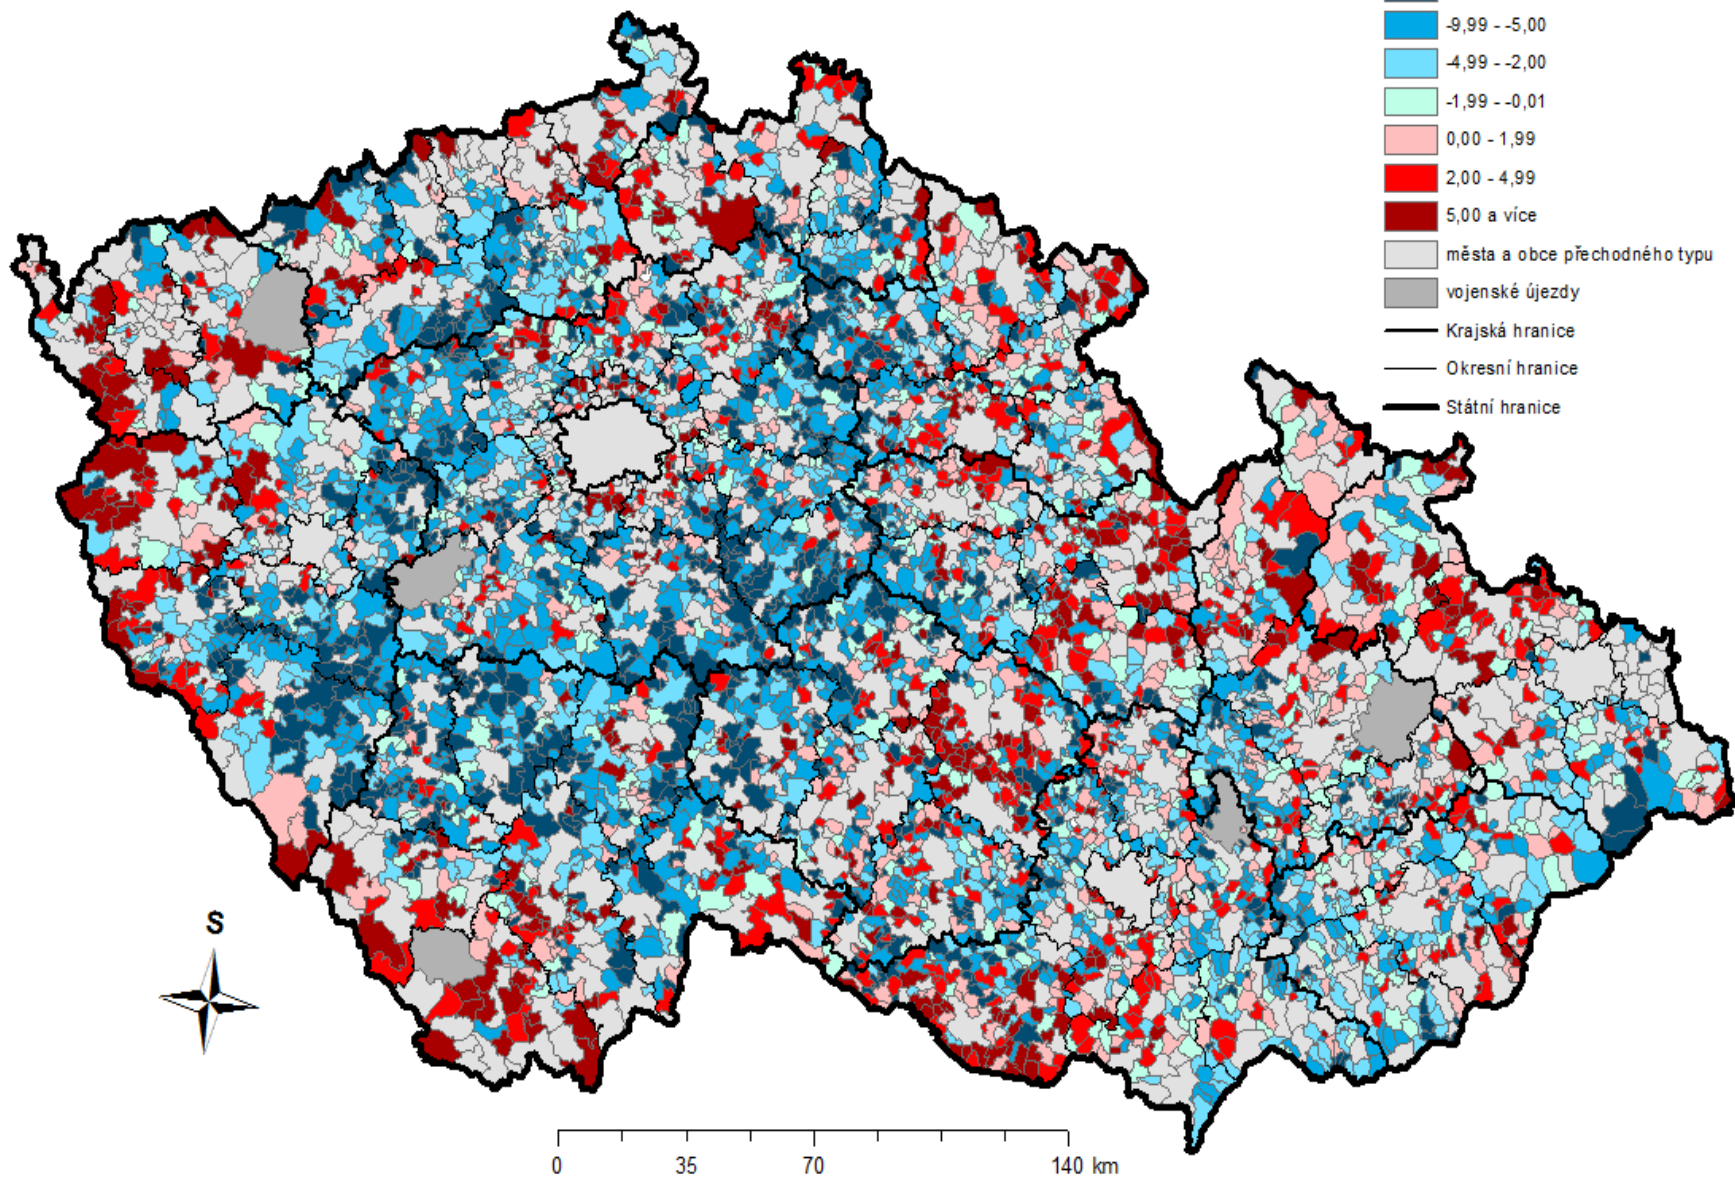 -9,99 - -5,00
-4,99 - -2,00
-1,99 - -0,01
0,00 - 1,99
2,00 - 4,99
5,00 a více
města a obce přechodného typu
vojenské újezdy
Krajská hranice
Okresní hranice
Státní hranice
S
0 35 70 140 km